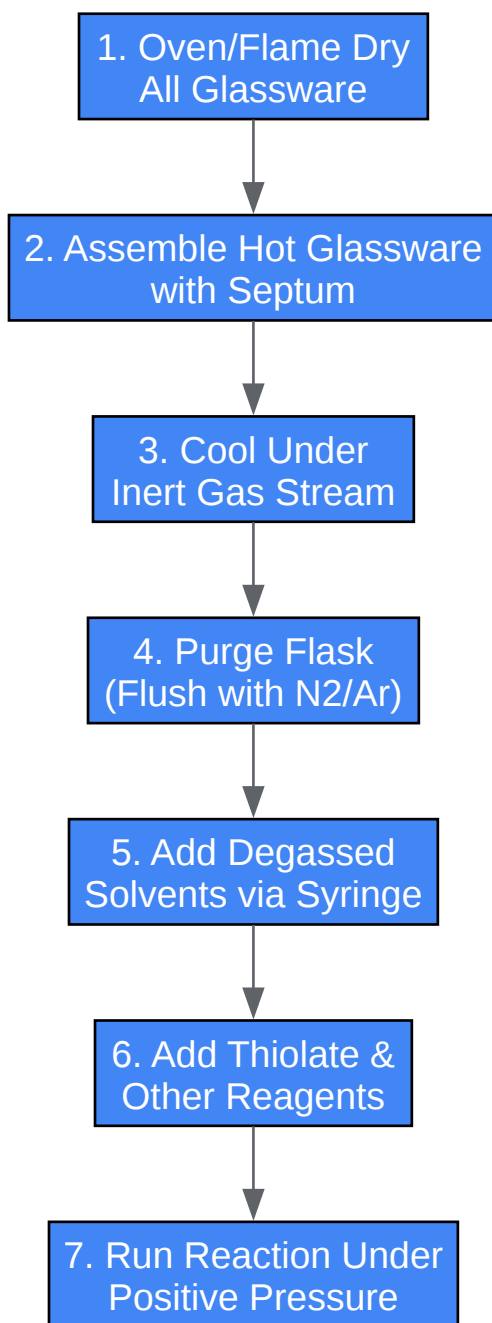 1. Oven/Flame Dry
All Glassware
2. Assemble Hot Glassware
with Septum
3. Cool Under
Inert Gas Stream
4. Purge Flask
(Flush with N2/Ar)
5. Add Degassed
Solvents via Syringe
6. Add Thiolate &
Other Reagents
7. Run Reaction Under
Positive Pressure